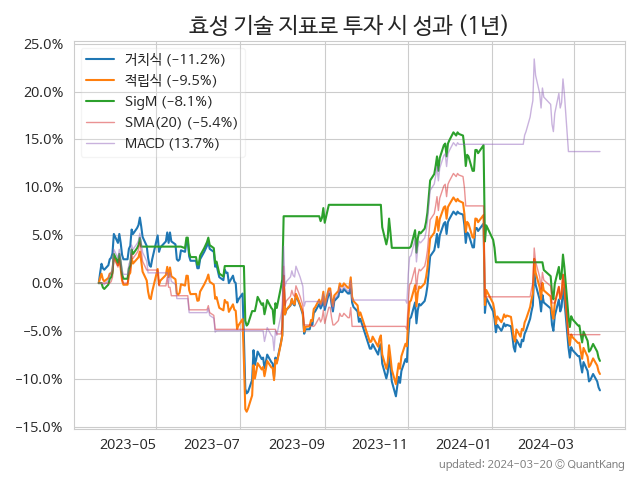 효성 기술 지표로 투자 시 성과 (1년)
25.0%
20.0%
15.0%
10.0%
5.0%
0.0%
−5.0%
−10.0%
−15.0%
거치식 (−11.2%)
적립식 (−9.5%)
SigM (−8.1%)
SMA(20) (−5.4%)
MACD (13.7%)
2023-05 2023-07 2023-09 2023-11 2024-01 2024-03
updated: 2024-03-20 © QuantKang